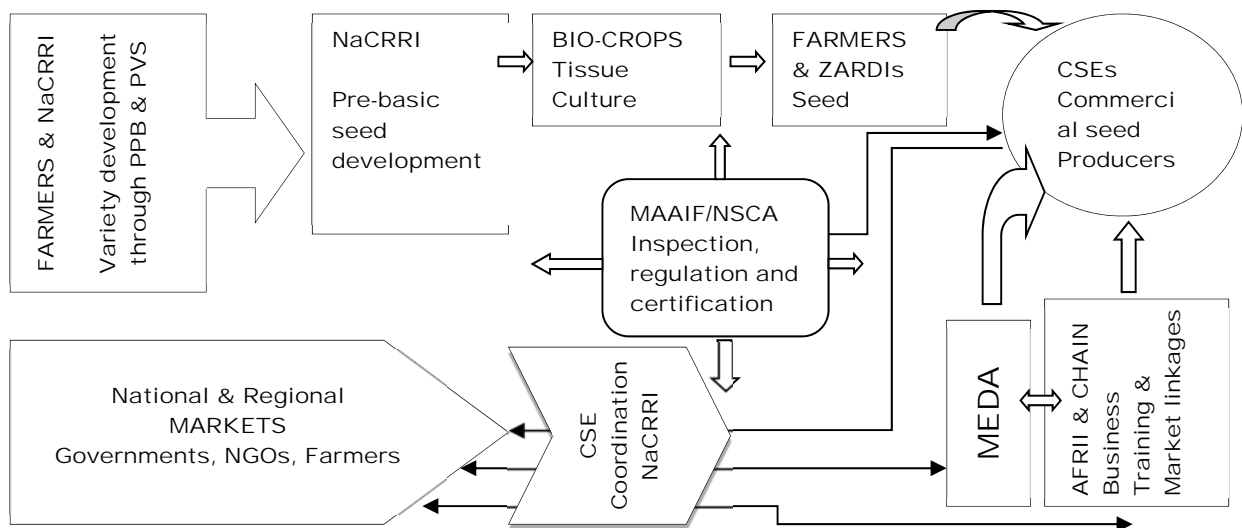 FARMERS & NaCRRI
Variety development
through PPB & PVS
NaCRRI
Pre-basic
seed
development
BIO-CROPS
Tissue
Culture
FARMERS
& ZARDIs
Seed
CSEs
Commerci
al seed
Producers
MAAIF/NSCA
Inspection,
regulation and
certification
National & Regional
MARKETS
Governments, NGOs, Farmers
CSE
Coordination
NaCRRI
MEDA
AFRII & CHAIN
Business
Training &
Market linkages